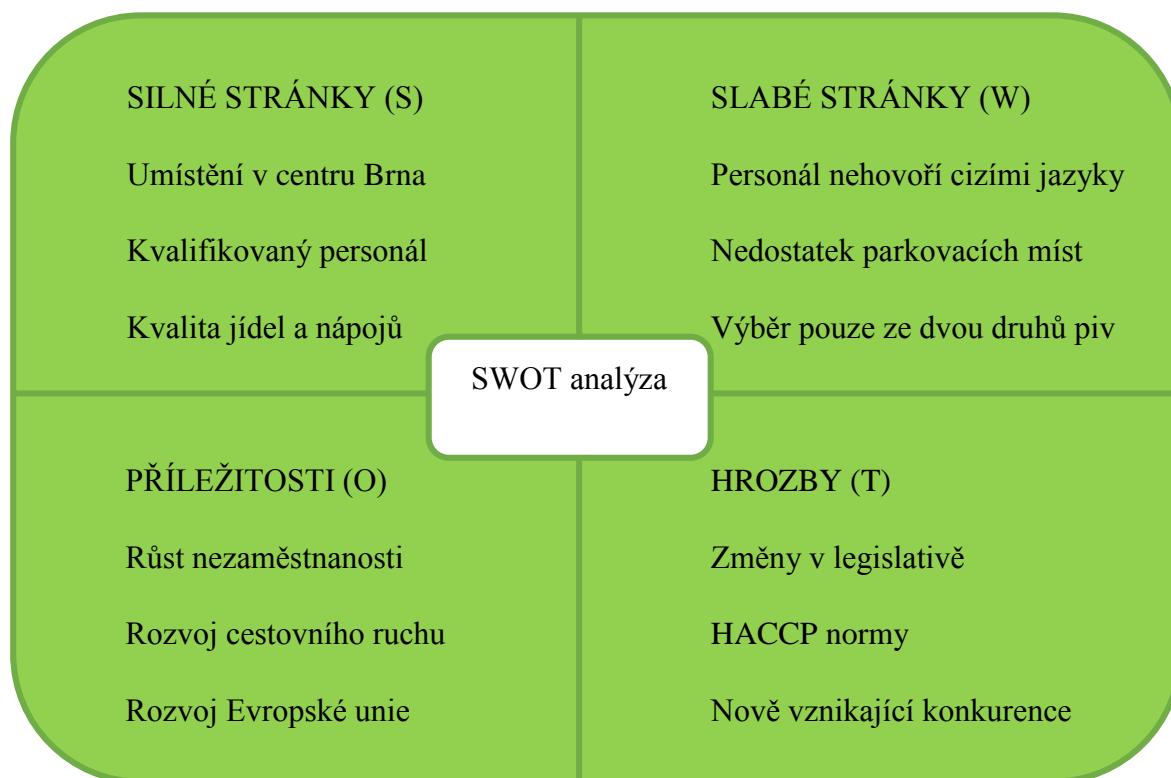 SILNÉ STRÁNKY (S)
Umístění v centru Brna
Kvalifikovaný personál
Kvalita jídel a nápojů
SLABÉ STRÁNKY (W)
Personál nehovoří cizími jazyky
Nedostatek parkovacích míst
Výběr pouze ze dvou druhů piv
SWOT analýza
PŘÍLEŽITOSTI (O)
Růst nezaměstnanosti
Rozvoj cestovního ruchu
Rozvoj Evropské unie
HROZBY (T)
Změny v legislativě
HACCP normy
Nově vznikající konkurence